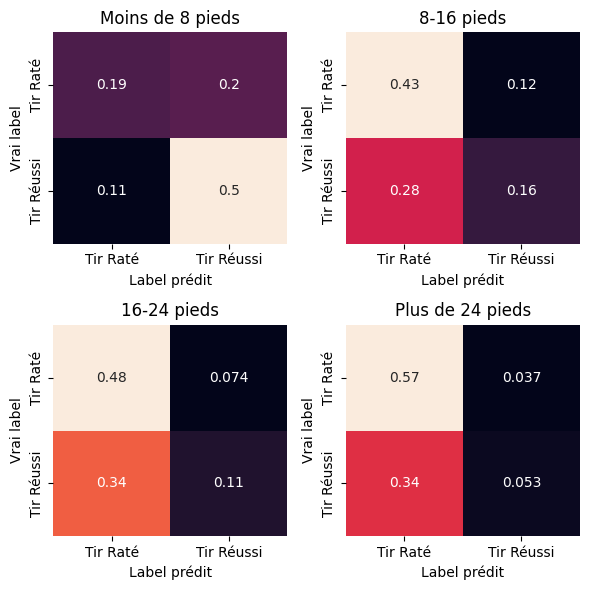 Moins de 8 pieds
Vrai label
Tir Raté
0.19
0.2
Tir Réussi
0.11
0.5
Tir Raté
Tir Réussi
Label prédit
8-16 pieds
Vrai label
Tir Raté
0.43
0.12
Tir Réussi
0.28
0.16
Tir Raté
Tir Réussi
Label prédit
16-24 pieds
Vrai label
Tir Raté
0.48
0.074
Tir Réussi
0.34
0.11
Tir Raté
Tir Réussi
Label prédit
Plus de 24 pieds
Vrai label
Tir Raté
0.57
0.037
Tir Réussi
0.34
0.053
Tir Raté
Tir Réussi
Label prédit